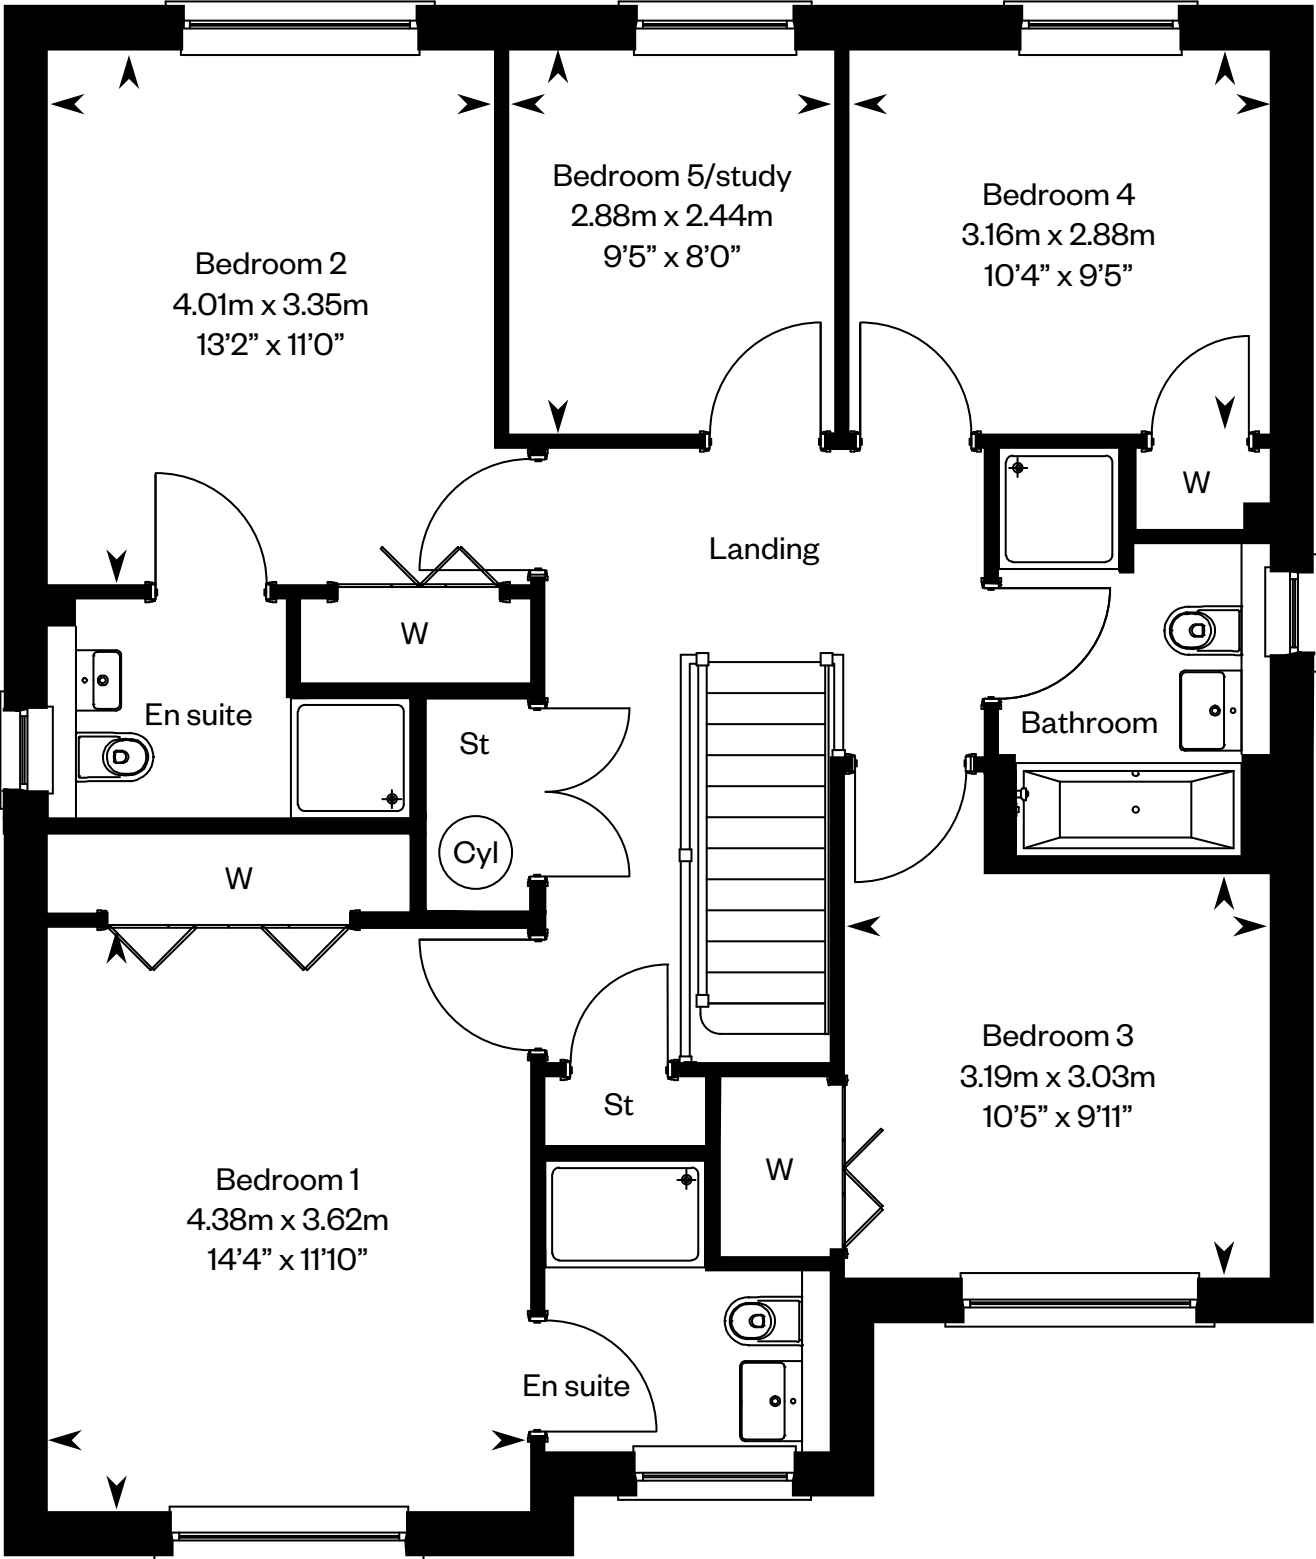 Bedroom 5/study
2.88m x 2.44m
9’5” x 8’0”
Bedroom 4
3.16m x 2.88m
10’4” x 9’5”
Bedroom 2
4.01m x 3.35m
13’2” x 11’0”
W
Landing
W
En suite
St
Bathroom
Cyl
W
Bedroom 3
3.19m x 3.03m
10’5” x 9’11”
St
W
Bedroom 1
4.38m x 3.62m
14’4” x 11’10”
En suite